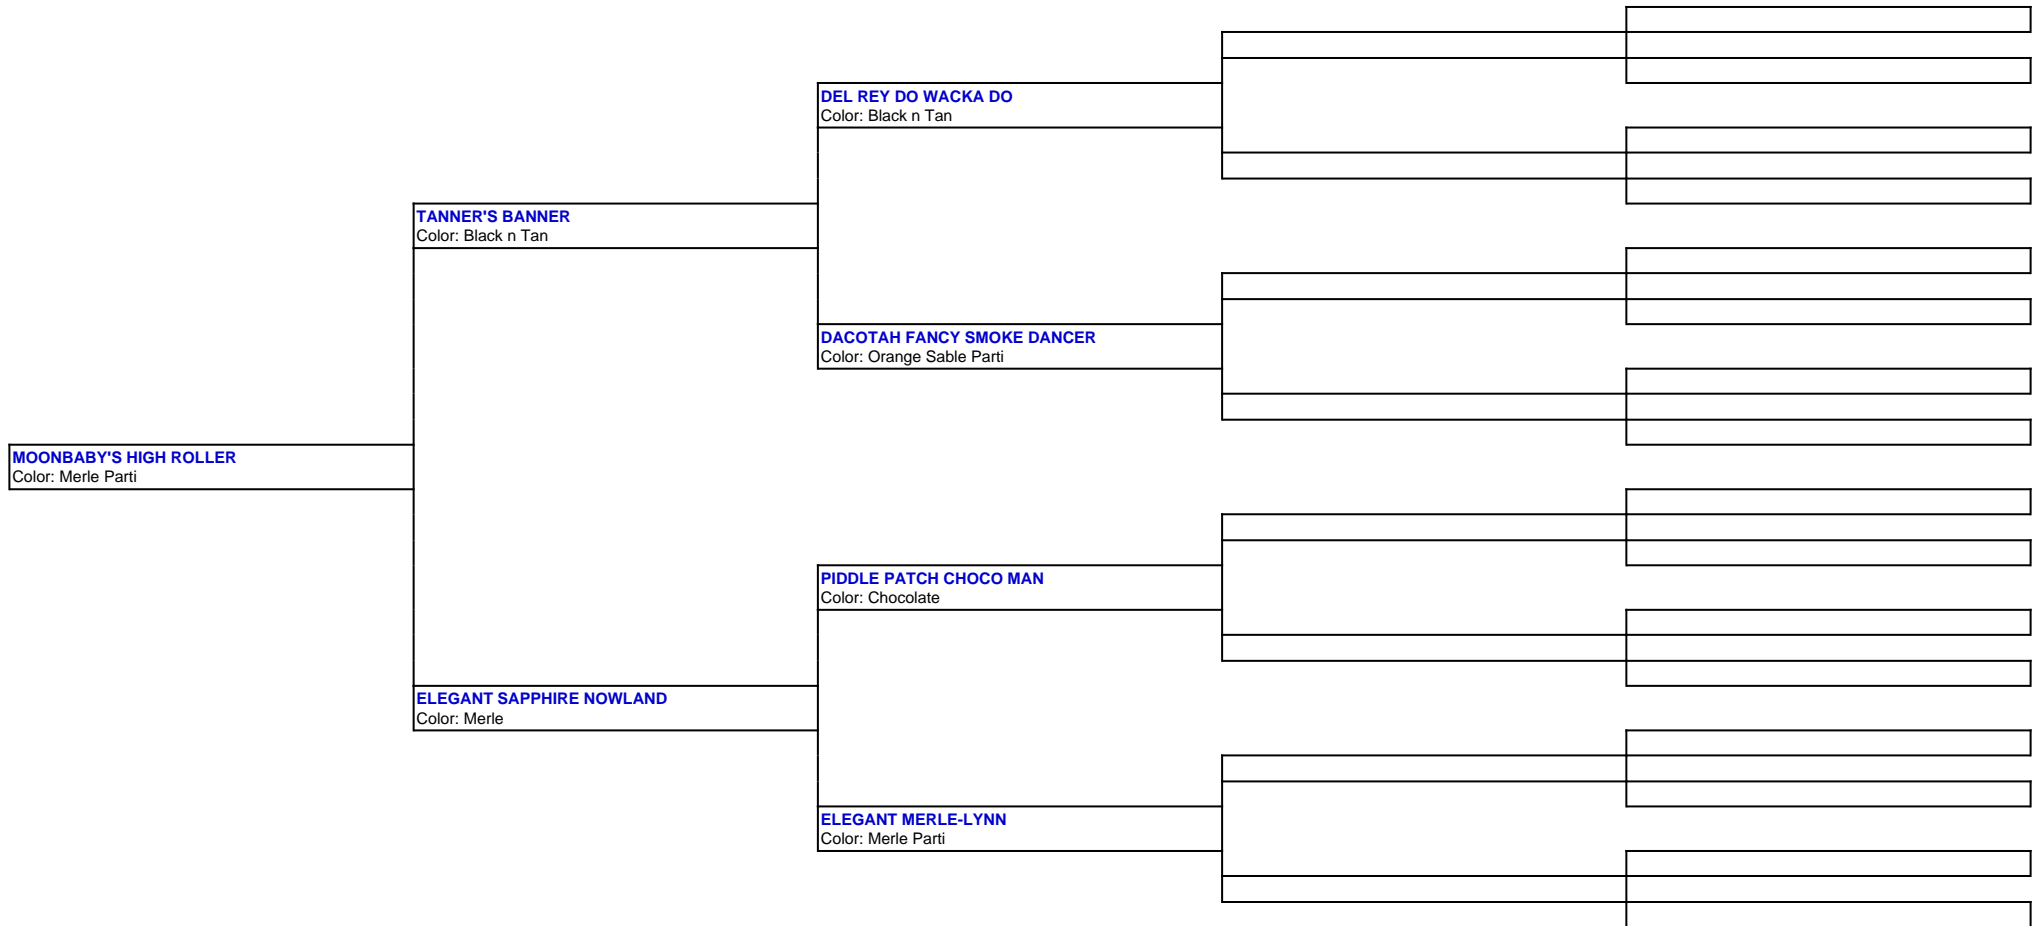 DEL REY DO WACKA DO
Color: Black n Tan
TANNER'S BANNER
Color: Black n Tan
DACOTAH FANCY SMOKE DANCER
Color: Orange Sable Parti
MOONBABY'S HIGH ROLLER
Color: Merle Parti
PIDDLE PATCH CHOCO MAN
Color: Chocolate
ELEGANT SAPPHIRE NOWLAND
Color: Merle
ELEGANT MERLE-LYNN
Color: Merle Parti